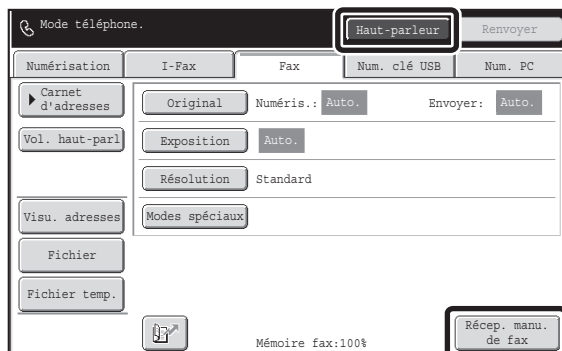 Mode téléphone.
Haut-parleur
Renvoyer
Numérisation
I-Fax
Fax
Num. clé USB
Num. PC
Carnet
d'adresses
Original
Numéris.: Auto.
Envoyer: Auto.
Vol. haut-parl
Exposition
Auto.
Résolution
Standard
Visu. adresses
Modes spéciaux
Fichier
Fichier temp.
Mémoire fax:100%
Récep. manu.
de fax